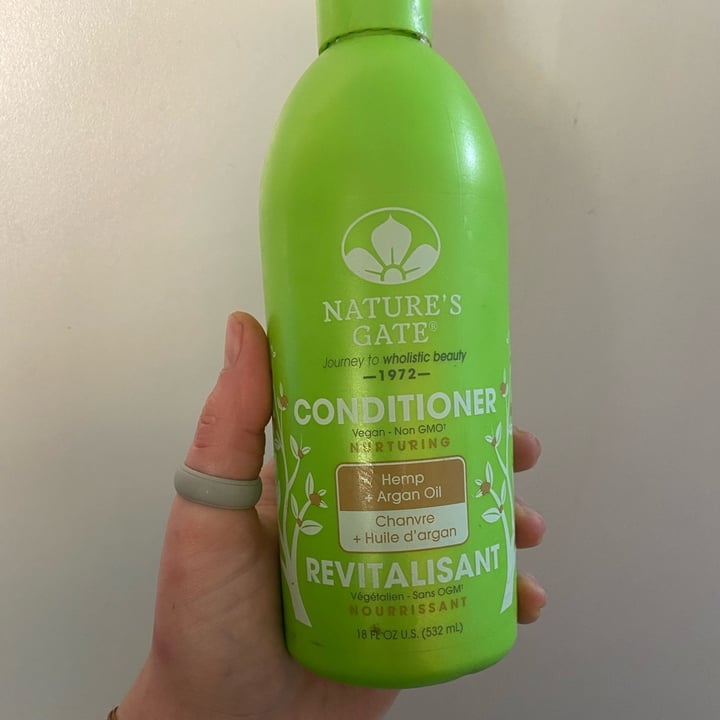 NATURE'S
GATE®
Journey to wholistic beauty
—1972—
CONDITIONER
Vegan - Non GMO†
NURTURING
Hemp
+ Argan Oil
Chanvre
+ Huile d'argan
REVITALISANT
Végétalien - Sans OGM†
NOURRISSANT
18 FL OZ U.S. (532 mL)